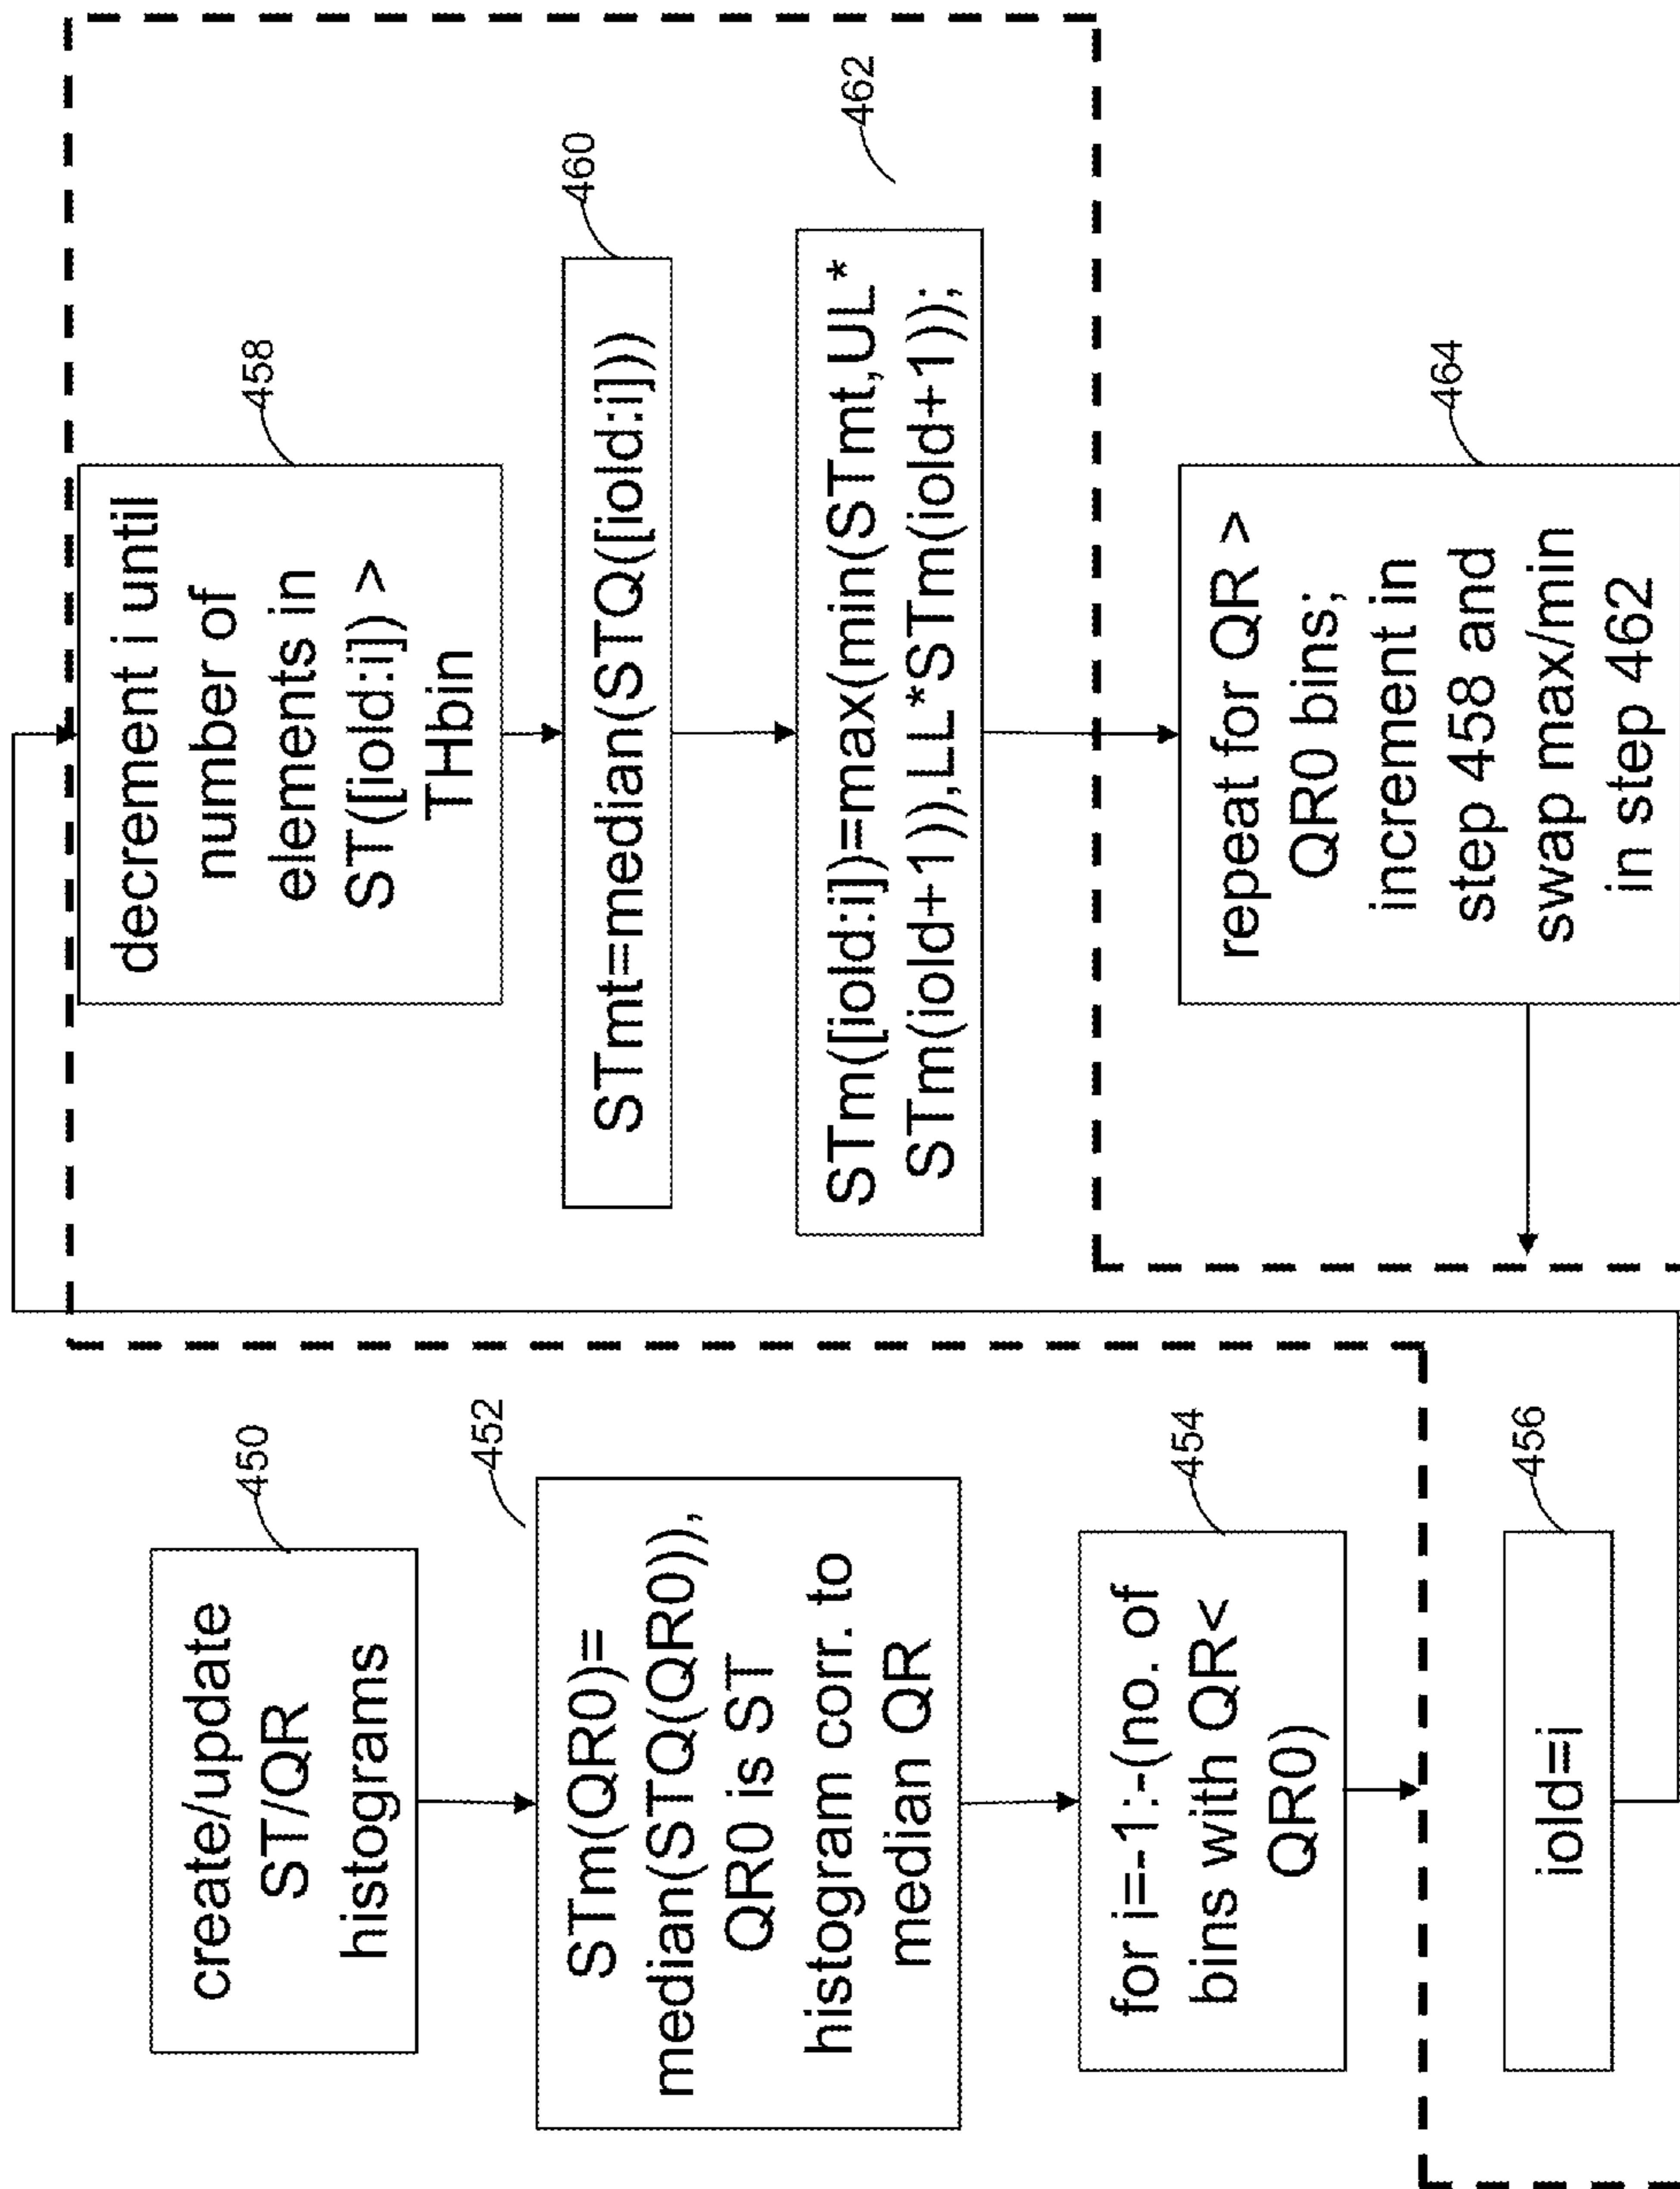 create/update
ST/QR
histograms
450
STm(QR0)=
median(STQ(QR0)),
QR0 is ST
histogram corr. to
median QR
452
for i=-1:-(no. of
bins with QR<
QR0)
454
iold=i
456
decrement i until
number of
elements in
ST([iold:i]) >
THbin
458
STmt=median(STQ([iold:i]))
460
STm([iold:i])=max(min(STmt,UL*
STm(iold+1)),LL*STm(iold+1));
462
repeat for QR >
QR0 bins;
increment in
step 458 and
swap max/min
in step 462
464